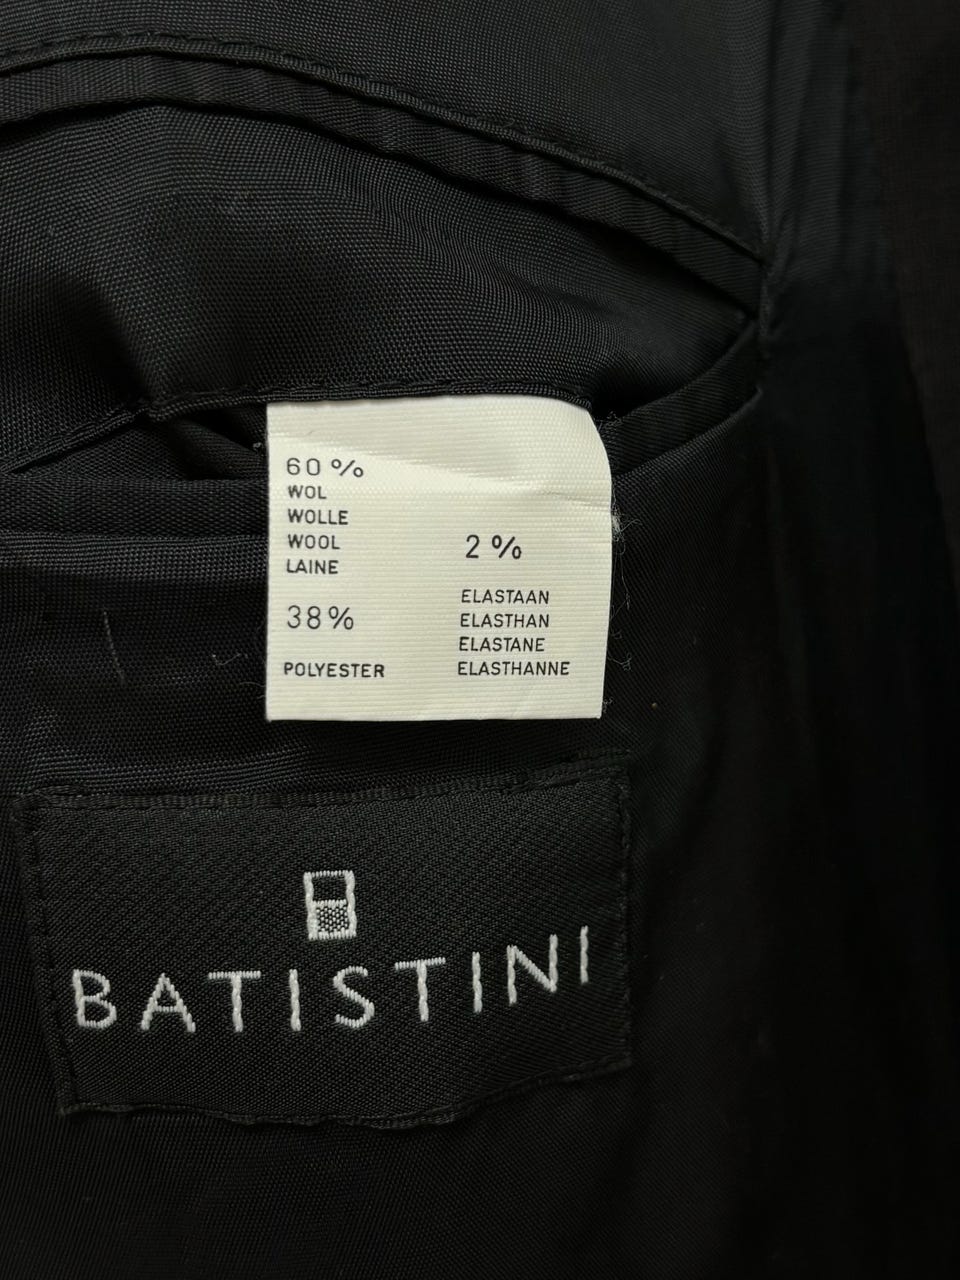 60%
WOL
WOLLE
WOOL
LAINE
38%
POLYESTER
2%
ELASTAAN
ELASTHAN
ELASTANE
ELASTHANNE
BATISTINI